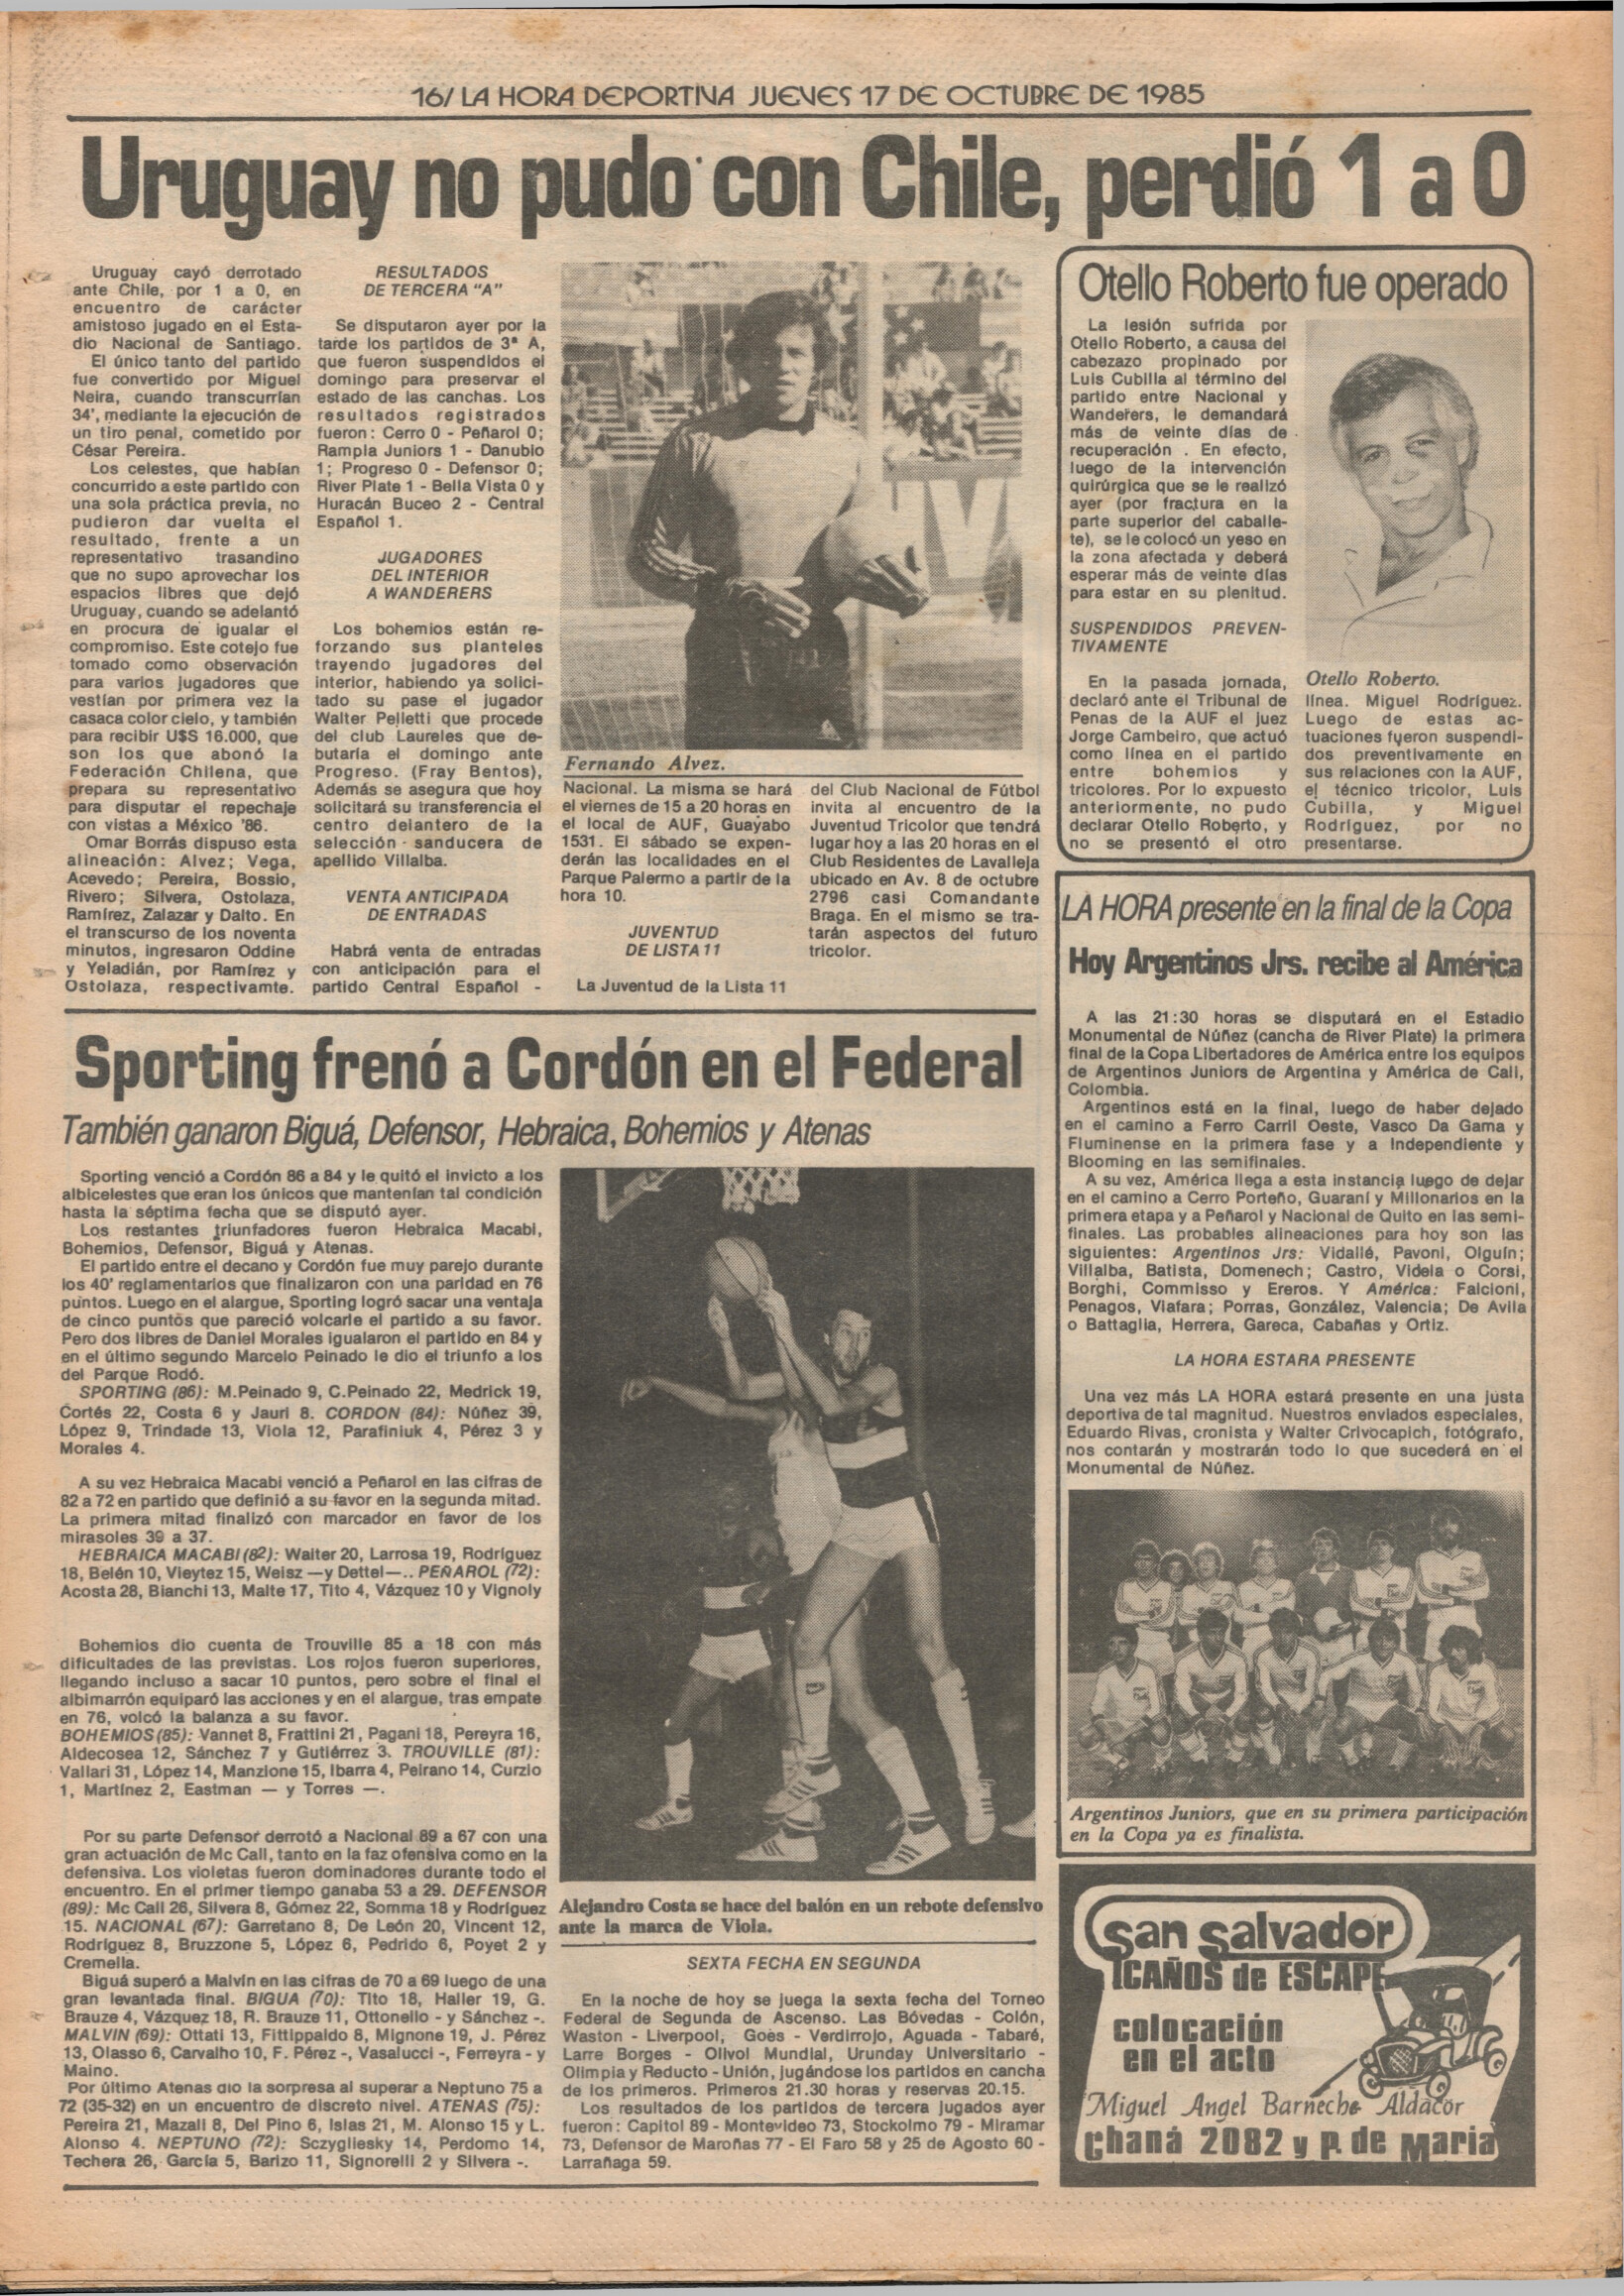 16/ LA HORA DEPORTIVA JUEVES 17 DE OCTUBRE DE 1985
Uruguay no pudo con Chile, perdió 1 a 0
Uruguay cayó derrotado
ante Chile, por 1 a 0, en
encuentro de carácter
amistoso jugado en el Esta-
dio Nacional de Santiago.
El único tanto del partido
fue convertido por Miguel
Neira, cuando transcurrían
34', mediante la ejecución de
un tiro penal, cometido por
César Pereira.
Los celestes, que habían
concurrido a este partido con
una sola práctica previa, no
pudieron dar vuelta el
resultado, frente a un
representativo trasandino
que no supo aprovechar los
espacios libres que dejó
Uruguay, cuando se adelantó
en procura de igualar el
compromiso. Este cotejo fue
tomado como observación
para varios jugadores que
vestían por primera vez la
casaca color cielo, y también
para recibir U$S 16.000, que
son los que abonó la
Federación Chilena, que
prepara su representativo
para disputar el repechaje
con vistas a México '86.
Omar Borrás dispuso esta
alineación: Alvez; Vega,
Acevedo; Pereira, Bossio,
Rivero; Silvera, Ostolaza,
Ramírez, Zalazar y Dalto. En
el transcurso de los noventa
minutos, ingresaron Oddine
y Yeladián, por Ramírez y
Ostolaza, respectivamte.
RESULTADOS
DE TERCERA "A"
Se disputaron ayer por la
tarde los partidos de 3ª A,
que fueron suspendidos el
domingo para preservar el
estado de las canchas. Los
resultados registrados
fueron: Cerro 0 - Peñarol 0;
Rampla Juniors 1 - Danubio
1; Progreso 0 - Defensor 0;
River Plate 1 - Bella Vista 0 y
Huracán Buceo 2 - Central
Español 1.
JUGADORES
DEL INTERIOR
A WANDERERS
Los bohemios están re-
forzando sus planteles
trayendo jugadores del
interior, habiendo ya solici-
tado su pase el jugador
Walter Pelletti que procede
del club Laureles que de-
butaría el domingo ante
Progreso. (Fray Bentos),
Además se asegura que hoy
solicitará su transferencia el
centro delantero de la
selección sanducera de
apellido Villalba.
VENTA ANTICIPADA
DE ENTRADAS
Habrá venta de entradas
con anticipación para el
partido Central Español -
Fernando Alvez.
Nacional. La misma se hará
el viernes de 15 a 20 horas en
el local de AUF, Guayabo
1531. El sábado se expen-
derán las localidades en el
Parque Palermo a partir de la
hora 10.
JUVENTUD
DE LISTA 11
La Juventud de la Lista 11
del Club Nacional de Fútbol
invita al encuentro de la
Juventud Tricolor que tendrá
lugar hoy a las 20 horas en el
Club Residentes de Lavalleja
ubicado en Av. 8 de octubre
2796 casi Comandante
Braga. En el mismo se tra-
tarán aspectos del futuro
tricolor.
Otello Roberto fue operado
La lesión sufrida por
Otello Roberto, a causa del
cabezazo propinado por
Luis Cubilla al término del
partido entre Nacional y
Wanderers, le demandará
más de veinte días de
recuperación . En efecto,
luego de la intervención
quirúrgica que se le realizó
ayer (por fractura en la
parte superior del caballe-
te), se le colocó un yeso en
la zona afectada y deberá
esperar más de veinte días
para estar en su plenitud.
SUSPENDIDOS PREVEN-
TIVAMENTE
En la pasada jornada,
declaró ante el Tribunal de
Penas de la AUF el juez
Jorge Cambeiro, que actuó
como línea en el partido
entre bohemios y
tricolores. Por lo expuesto
anteriormente, no pudo
declarar Otello Roberto, y
no se presentó el otro
Otello Roberto.
línea. Miguel Rodríguez.
Luego de estas ac-
tuaciones fueron suspendi-
dos preventivamente en
sus relaciones con la AUF,
el técnico tricolor, Luis
Cubilla, y Miguel
Rodríguez, por no
presentarse.
LA HORA presente en la final de la Copa
Hoy Argentinos Jrs. recibe al América
A las 21:30 horas se disputará en el Estadio
Monumental de Núñez (cancha de River Plate) la primera
final de la Copa Libertadores de América entre los equipos
de Argentinos Juniors de Argentina y América de Cali,
Colombia.
Argentinos está en la final, luego de haber dejado
en el camino a Ferro Carril Oeste, Vasco Da Gama y
Fluminense en la primera fase y a Independiente y
Blooming en las semifinales.
A su vez, América llega a esta instancia luego de dejar
en el camino a Cerro Porteño, Guaraní y Millonarios en la
primera etapa y a Peñarol y Nacional de Quito en las semi-
finales. Las probables alineaciones para hoy son las
siguientes: Argentinos Jrs: Vidallé, Pavoni, Olguín;
Villalba, Batista, Domenech; Castro, Videla o Corsi,
Borghi, Commisso y Ereros. Y América: Falcioni,
Penagos, Viafara; Porras, González, Valencia; De Avila
o Battaglia, Herrera, Gareca, Cabañas y Ortiz.
LA HORA ESTARA PRESENTE
Una vez más LA HORA estará presente en una justa
deportiva de tal magnitud. Nuestros enviados especiales,
Eduardo Rivas, cronista y Walter Crivocapich, fotógrafo,
nos contarán y mostrarán todo lo que sucederá en el
Monumental de Núñez.
Argentinos Juniors, que en su primera participación
en la Copa ya es finalista.
Sporting frenó a Cordón en el Federal
También ganaron Biguá, Defensor, Hebraica, Bohemios y Atenas
Sporting venció a Cordón 86 a 84 y le quitó el invicto a los
albicelestes que eran los únicos que mantenían tal condición
hasta la séptima fecha que se disputó ayer.
Los restantes triunfadores fueron Hebraica Macabi,
Bohemios, Defensor, Biguá y Atenas.
El partido entre el decano y Cordón fue muy parejo durante
los 40' reglamentarios que finalizaron con una paridad en 76
puntos. Luego en el alargue, Sporting logró sacar una ventaja
de cinco puntos que pareció volcarle el partido a su favor.
Pero dos libres de Daniel Morales igualaron el partido en 84 y
en el último segundo Marcelo Peinado le dio el triunfo a los
del Parque Rodó.
SPORTING (86): M.Peinado 9, C.Peinado 22, Medrick 19,
Cortés 22, Costa 6 y Jauri 8. CORDON (84): Núñez 39,
López 9, Trindade 13, Viola 12, Parafiniuk 4, Pérez 3 y
Morales 4.
A su vez Hebraica Macabi venció a Peñarol en las cifras de
82 a 72 en partido que definió a su favor en la segunda mitad.
La primera mitad finalizó con marcador en favor de los
mirasoles 39 a 37.
HEBRAICA MACABI (82): Walter 20, Larrosa 19, Rodríguez
18, Belén 10, Vieytez 15, Weisz —y Dettel—.. PEÑAROL (72):
Acosta 28, Bianchi 13, Malte 17, Tito 4, Vázquez 10 y Vignoly
Bohemios dio cuenta de Trouville 85 a 18 con más
dificultades de las previstas. Los rojos fueron superiores,
llegando incluso a sacar 10 puntos, pero sobre el final el
albimarrón equiparó las acciones y en el alargue, tras empate
en 76, volcó la balanza a su favor.
BOHEMIOS (85): Vannet 8, Frattini 21, Pagani 18, Pereyra 16,
Aldecosea 12, Sánchez 7 y Gutiérrez 3. TROUVILLE (81):
Vallari 31, López 14, Manzione 15, Ibarra 4, Peirano 14, Curzio
1, Martínez 2, Eastman — y Torres —.
Por su parte Defensor derrotó a Nacional 89 a 67 con una
gran actuación de Mc Call, tanto en la faz ofensiva como en la
defensiva. Los violetas fueron dominadores durante todo el
encuentro. En el primer tiempo ganaba 53 a 29. DEFENSOR
(89): Mc Call 26, Silvera 8, Gómez 22, Somma 18 y Rodríguez
15. NACIONAL (67): Garretano 8, De León 20, Vincent 12,
Rodríguez 8, Bruzzone 5, López 6, Pedrido 6, Poyet 2 y
Cremella.
Biguá superó a Malvín en las cifras de 70 a 69 luego de una
gran levantada final. BIGUA (70): Tito 18, Haller 19, G.
Brauze 4, Vázquez 18, R. Brauze 11, Ottonello - y Sánchez -.
MALVIN (69): Ottati 13, Fittippaldo 8, Mignone 19, J. Pérez
13, Olasso 6, Carvalho 10, F. Pérez -, Vasalucci -, Ferreyra - y
Maino.
Por último Atenas dio la sorpresa al superar a Neptuno 75 a
72 (35-32) en un encuentro de discreto nivel. ATENAS (75):
Pereira 21, Mazali 8, Del Pino 6, Islas 21, M. Alonso 15 y L.
Alonso 4. NEPTUNO (72): Sczygliesky 14, Perdomo 14,
Techera 26, García 5, Barizo 11, Signorelli 2 y Silvera -.
Alejandro Costa se hace del balón en un rebote defensivo
ante la marca de Viola.
SEXTA FECHA EN SEGUNDA
En la noche de hoy se juega la sexta fecha del Torneo
Federal de Segunda de Ascenso. Las Bóvedas - Colón,
Waston - Liverpool, Goès - Verdirrojo, Aguada - Tabaré,
Larre Borges - Olivol Mundial, Urunday Universitario -
Olimpia y Reducto - Unión, jugándose los partidos en cancha
de los primeros. Primeros 21.30 horas y reservas 20.15.
Los resultados de los partidos de tercera jugados ayer
fueron: Capitol 89 - Montevideo 73, Stockolmo 79 - Miramar
73, Defensor de Maroñas 77 - El Faro 58 y 25 de Agosto 60 -
Larrañaga 59.
san salvador
CAÑOS de ESCAPE
colocación
en el acto
Miguel Angel Barneche Aldacor
Chaná 2082 y P. de Maria